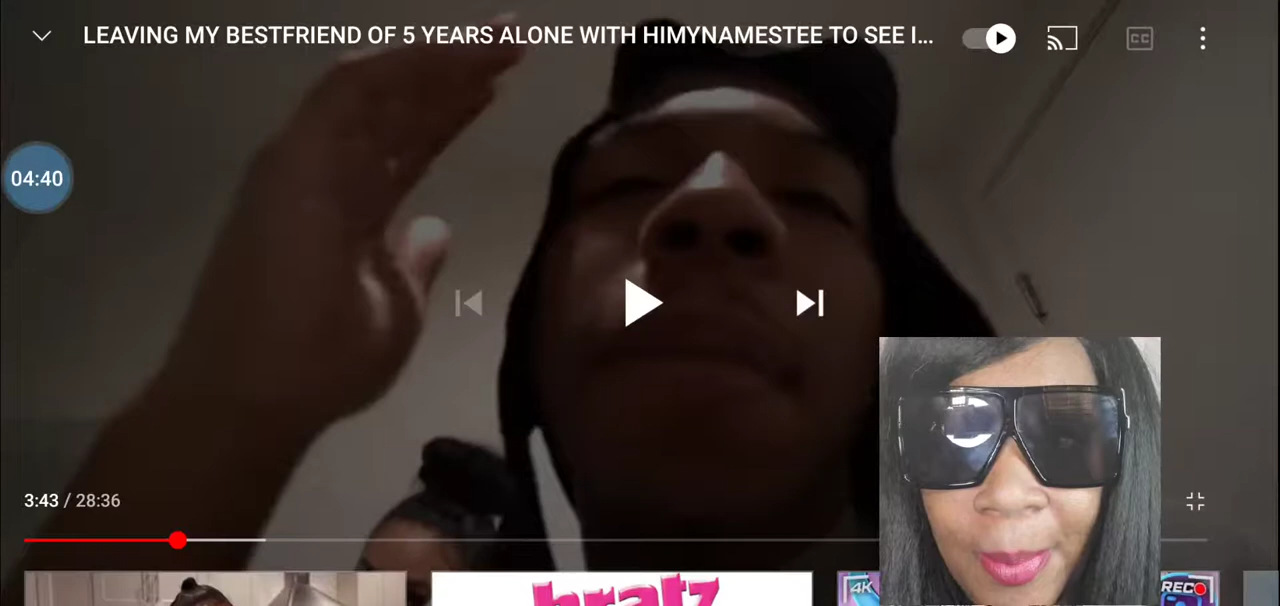 LEAVING MY BESTFRIEND OF 5 YEARS ALONE WITH HIMYNAMESTEE TO SEE I...
CC
04:40
3:43 / 28:36
bratz
4K
REC